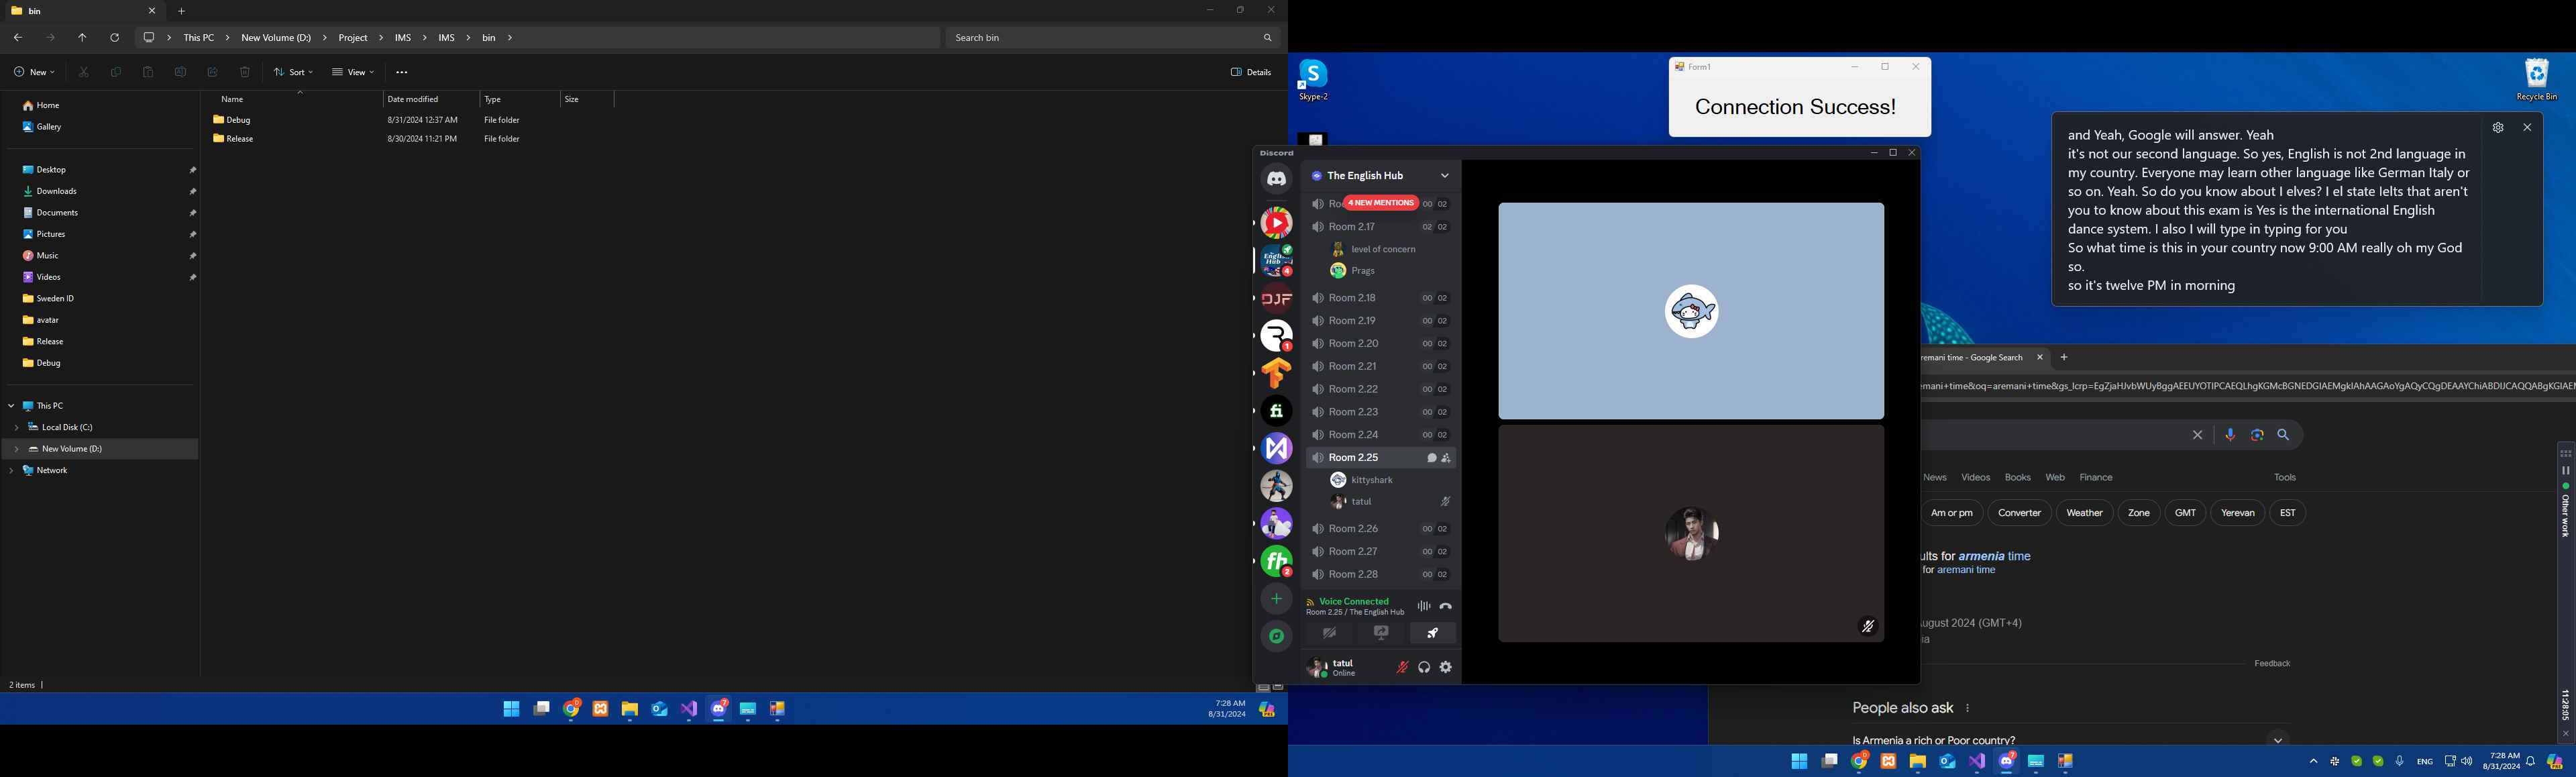 bin
This PC > New Volume (D:) > Project > IMS > IMS > bin >
Search bin
New
Sort
View
Details
Name
Date modified
Type
Size
Debug 8/31/2024 12:37 AM File folder
Release 8/30/2024 11:21 PM File folder
Home
Gallery
Desktop
Downloads
Documents
Pictures
Music
Videos
Sweden ID
avatar
Release
Debug
This PC
Local Disk (C:)
New Volume (D:)
Network
2 items
7:28 AM
8/31/2024
Skype-2
Form1
Connection Success!
Recycle Bin
and Yeah, Google will answer. Yeah
it's not our second language. So yes, English is not 2nd language in
my country. Everyone may learn other language like German Italy or
so on. Yeah. So do you know about I elves? I el state Ielts that aren't
you to know about this exam is Yes is the international English
dance system. I also I will type in typing for you
So what time is this in your country now 9:00 AM really oh my God
so.
so it's twelve PM in morning
Discord
The English Hub
4 NEW MENTIONS
00 02
Room 2.17 02 02
level of concern
Prags
Room 2.18 00 02
Room 2.19 00 02
Room 2.20 00 02
Room 2.21 00 02
Room 2.22 00 02
Room 2.23 00 02
Room 2.24 00 02
Room 2.25
kittyshark
tatul
Room 2.26 00 02
Room 2.27 00 02
Room 2.28 00 02
Voice Connected
Room 2.25 / The English Hub
tatul
Online
English Hub
4
DJF
1
fi
fh
2
remani time - Google Search
News
Videos
Books
Web
Finance
Tools
Am or pm
Converter
Weather
Zone
GMT
Yerevan
EST
ults for armenia time
for aremani time
ugust 2024 (GMT+4)
ia
Feedback
People also ask
Is Armenia a rich or Poor country?
Other work
11:28:05
ENG
7:28 AM
8/31/2024